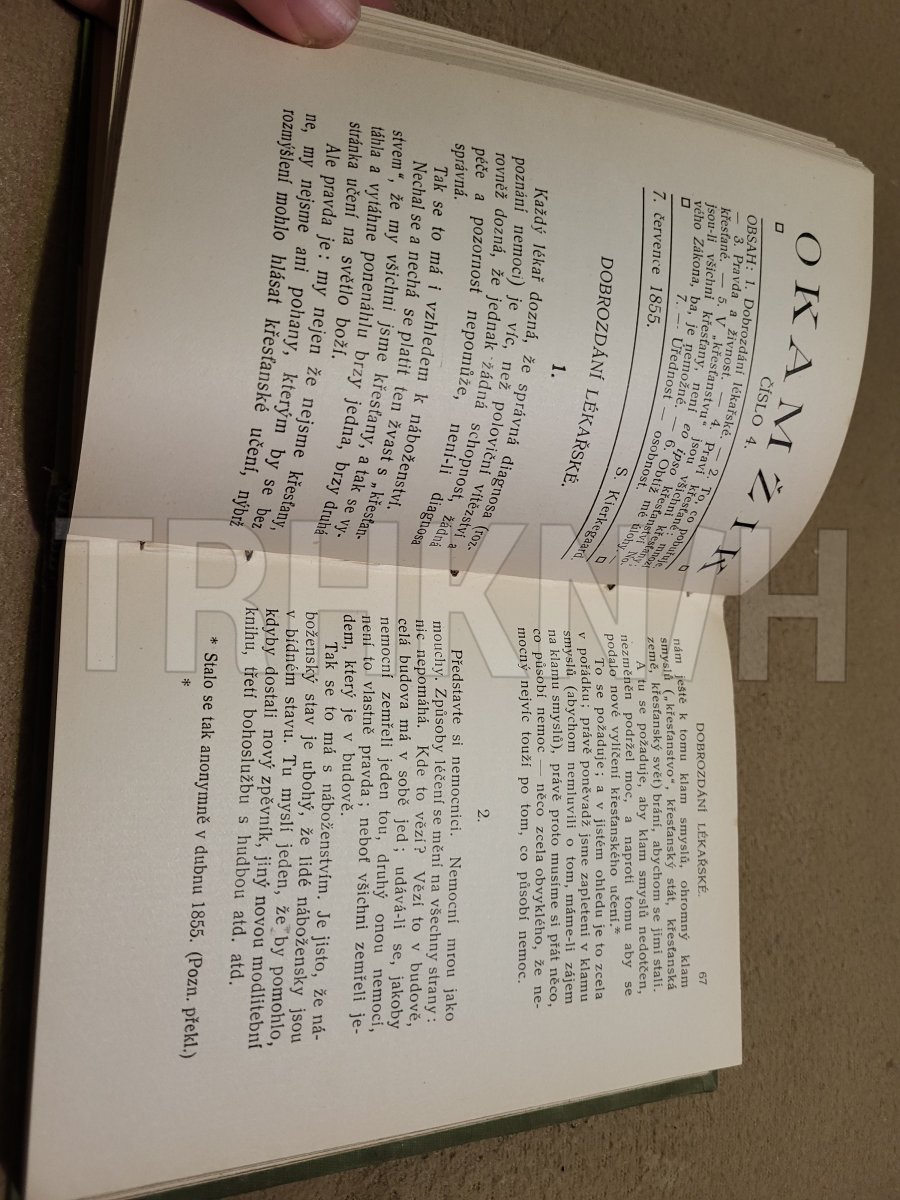 OKAMŽIK
ČÍSLO 4.
OBSAH: 1. Dobrozdání lékařské. — 2. To, co
— 3. Pravda a živnost. — 4. Praví
křesťané. — 5. V „křesťanstvu“ jsou všichni křesťané;
jsou-li všichni křesťany, není eo ipso křesťanství
vého Zákona, ba, je nemožné. — 6. Obtíž mé úlohy.
7. — Úřednost — osobnost.
7. července 1855.
S. Kierkegaard
DOBROZDÁNÍ LÉKAŘSKÉ.
1.
Každý lékař dozná, že správná diagnosa (roz-
poznání nemoci) je víc, než poloviční vítězství a
rovněž dozná, že jednak žádná schopnost, žádná
péče a pozornost nepomůže, není-li diagnosa
správná.
Tak se to má i vzhledem k náboženství.
Nechal se a nechá se platit ten žvast s „křesťan-
stvem“, že my všichni jsme křesťany, a tak se vy-
táhla a vytáhne ponenáhlu brzy jedna, brzy druhá
stránka učení na světlo boží.
Ale pravda je: my nejen že nejsme křesťany,
ne, my nejsme ani pohany, kterým by se bez
rozmýšlení mohlo hlásat křesťanské učení, nýbrž
DOBROZDÁNÍ LÉKAŘSKÉ. 67
nám ještě k tomu klam smyslů, ohromný klam
smyslů („křesťanstvo“, křesťanský stát, křesťanská
země, křesťanský svět) brání, abychom se jimi stali.
A tu se požaduje, aby klam smyslů nedotčen,
nezměněn podržel moc, a naproti tomu aby se
podalo nové vylíčení křesťanského učení.*
To se požaduje; a v jistém ohledu je to zcela
v pořádku; právě poněvadž jsme zapleteni v klamu
smyslů (abychom nemluvili o tom, máme-li zájem
na klamu smyslů), právě proto musíme si přát něco,
co působí nemoc — něco zcela obvyklého, že ne-
mocný nejvíc touží po tom, co působí nemoc.
2.
Představte si nemocnici. Nemocní mrou jako
mouchy. Způsoby léčení se mění na všechny strany:
nic nepomáhá. Kde to vězí? Vězí to v budově,
celá budova má v sobě jed; udává-li se, jakoby
nemocní zemřeli jeden tou, druhý onou nemoci,
není to vlastně pravda; neboť všichni zemřeli je-
dem, který je v budově.
Tak se to má s náboženstvím. Je jisto, že ná-
boženský stav je ubohý, že lidé nábožensky jsou
v bídném stavu. Tu myslí jeden, že by pomohlo,
kdyby dostali nový zpěvník, jiný novou modlitební
knihu, třetí bohoslužbu s hudbou atd. atd.
* Stalo se tak anonymně v dubnu 1855. (Pozn. překl.)
*
*
TREKNIH